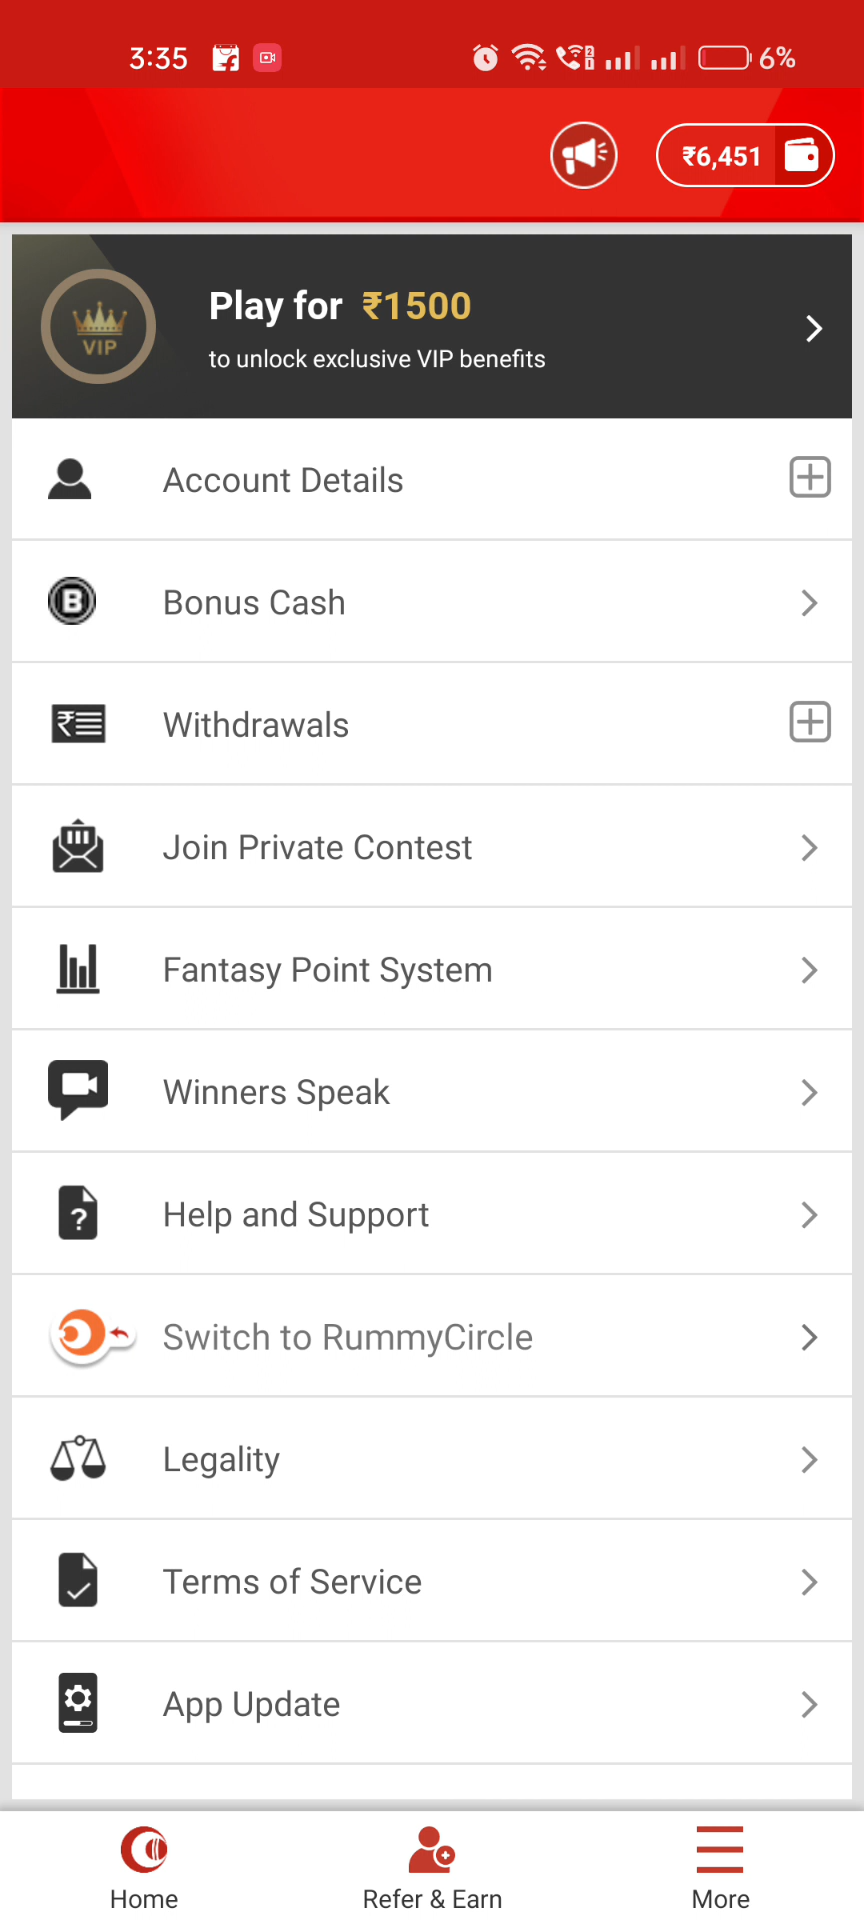 3:35 6%
₹6,451
Play for ₹1500
VIP
to unlock exclusive VIP benefits
Account Details
B Bonus Cash
₹ Withdrawals
Join Private Contest
Fantasy Point System
Winners Speak
? Help and Support
Switch to RummyCircle
Legality
Terms of Service
App Update
Home Refer & Earn More